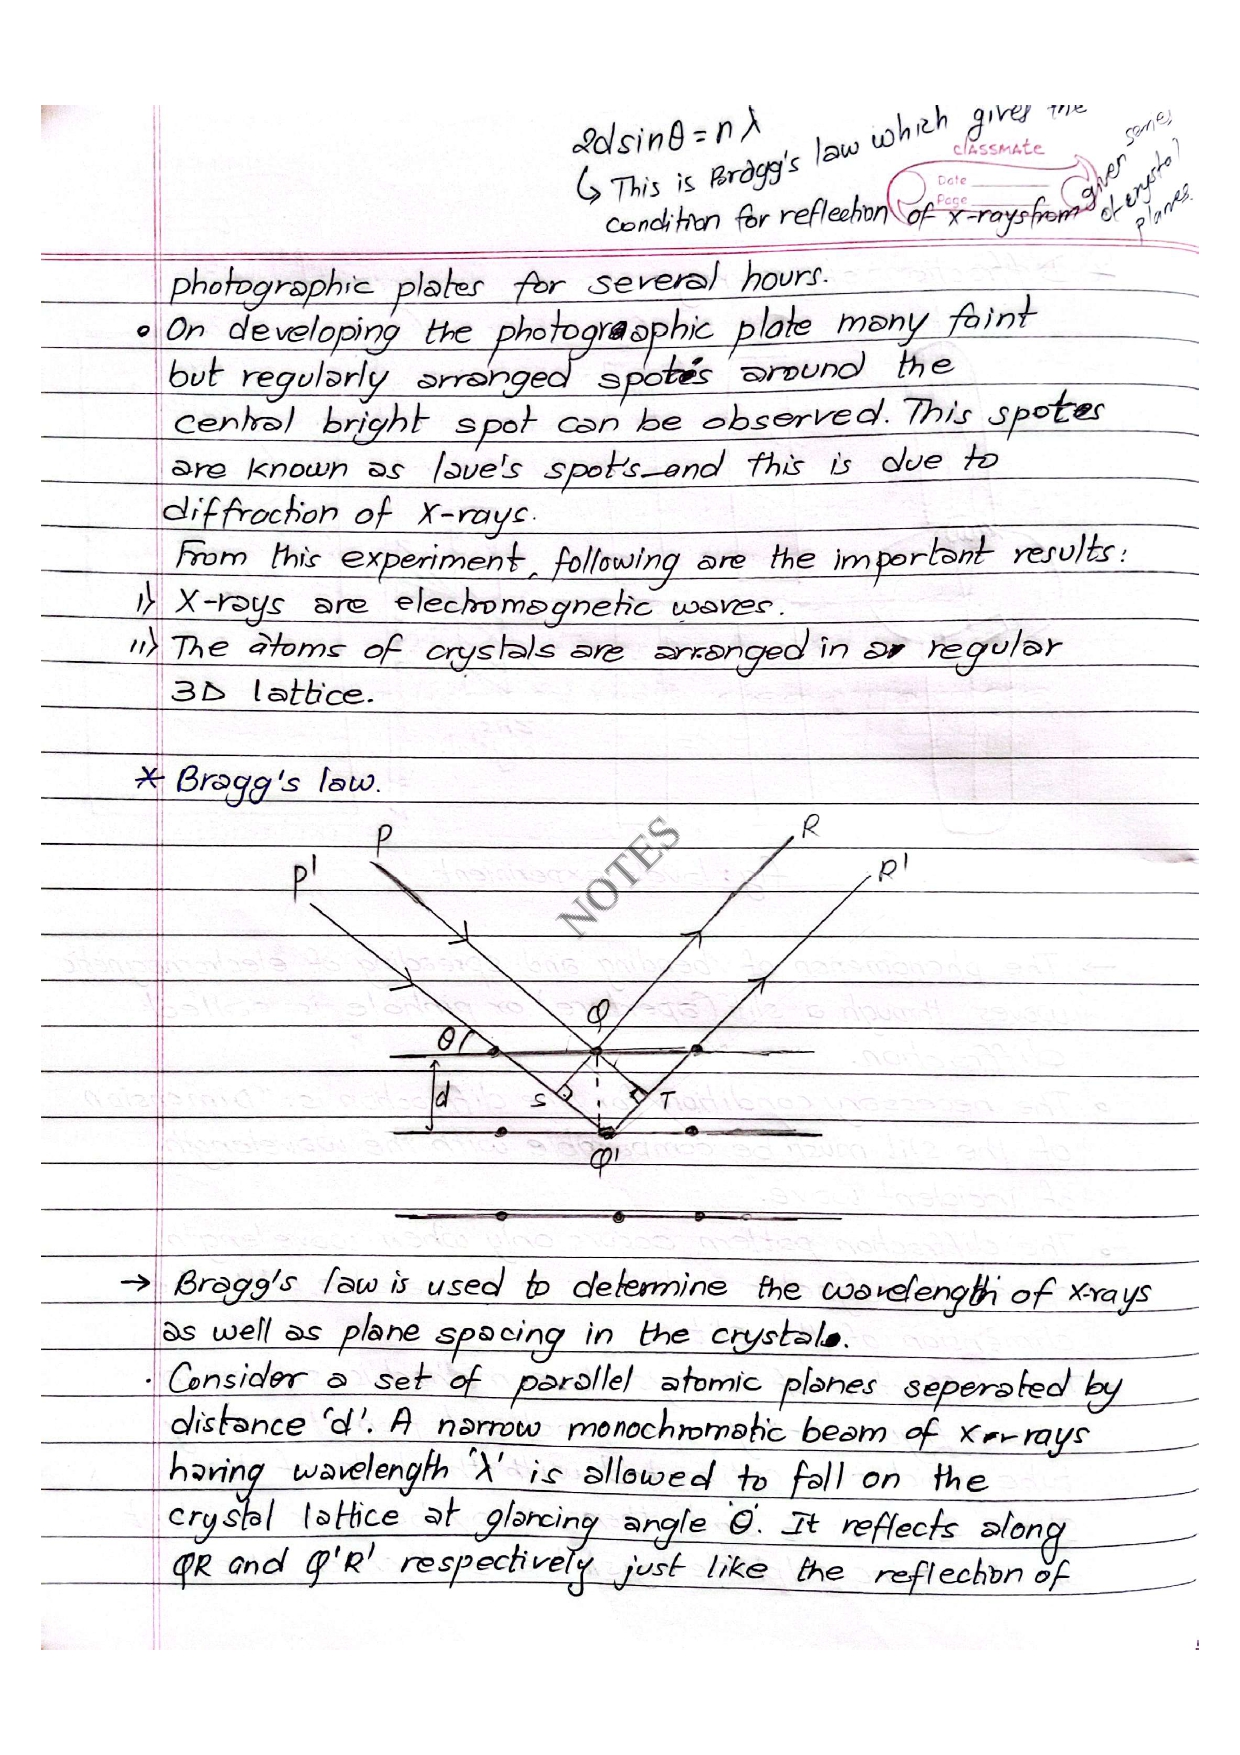 2dsinθ = nλ
↳ This is Bragg's law which gives the
condition for reflection of x-rays from given series of crystal planes.
classmate
Date
Page
photographic plates for several hours.
• On developing the photographic plate many faint
but regularly arranged spots around the
central bright spot can be observed. This spotes
are known as laue's spot's and this is due to
diffraction of X-rays.
From this experiment, following are the important results:
i) X-rays are electromagnetic waves.
ii) The atoms of crystals are arranged in a regular
3D lattice.
* Bragg's law.
P
R
P'
R'
NOTES
Q
θ
d
S
T
Q'
→ Bragg's law is used to determine the wavelength of x-rays
as well as plane spacing in the crystal.
· Consider a set of parallel atomic planes seperated by
distance 'd'. A narrow monochromatic beam of x-rays
having wavelength 'λ' is allowed to fall on the
crystal lattice at glancing angle 'θ'. It reflects along
QR and Q'R' respectively just like the reflection of